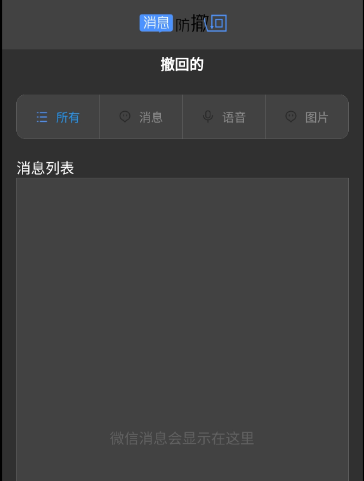 消息防撤回
撤回的
所有 消息 语音 图片
消息列表
微信消息会显示在这里